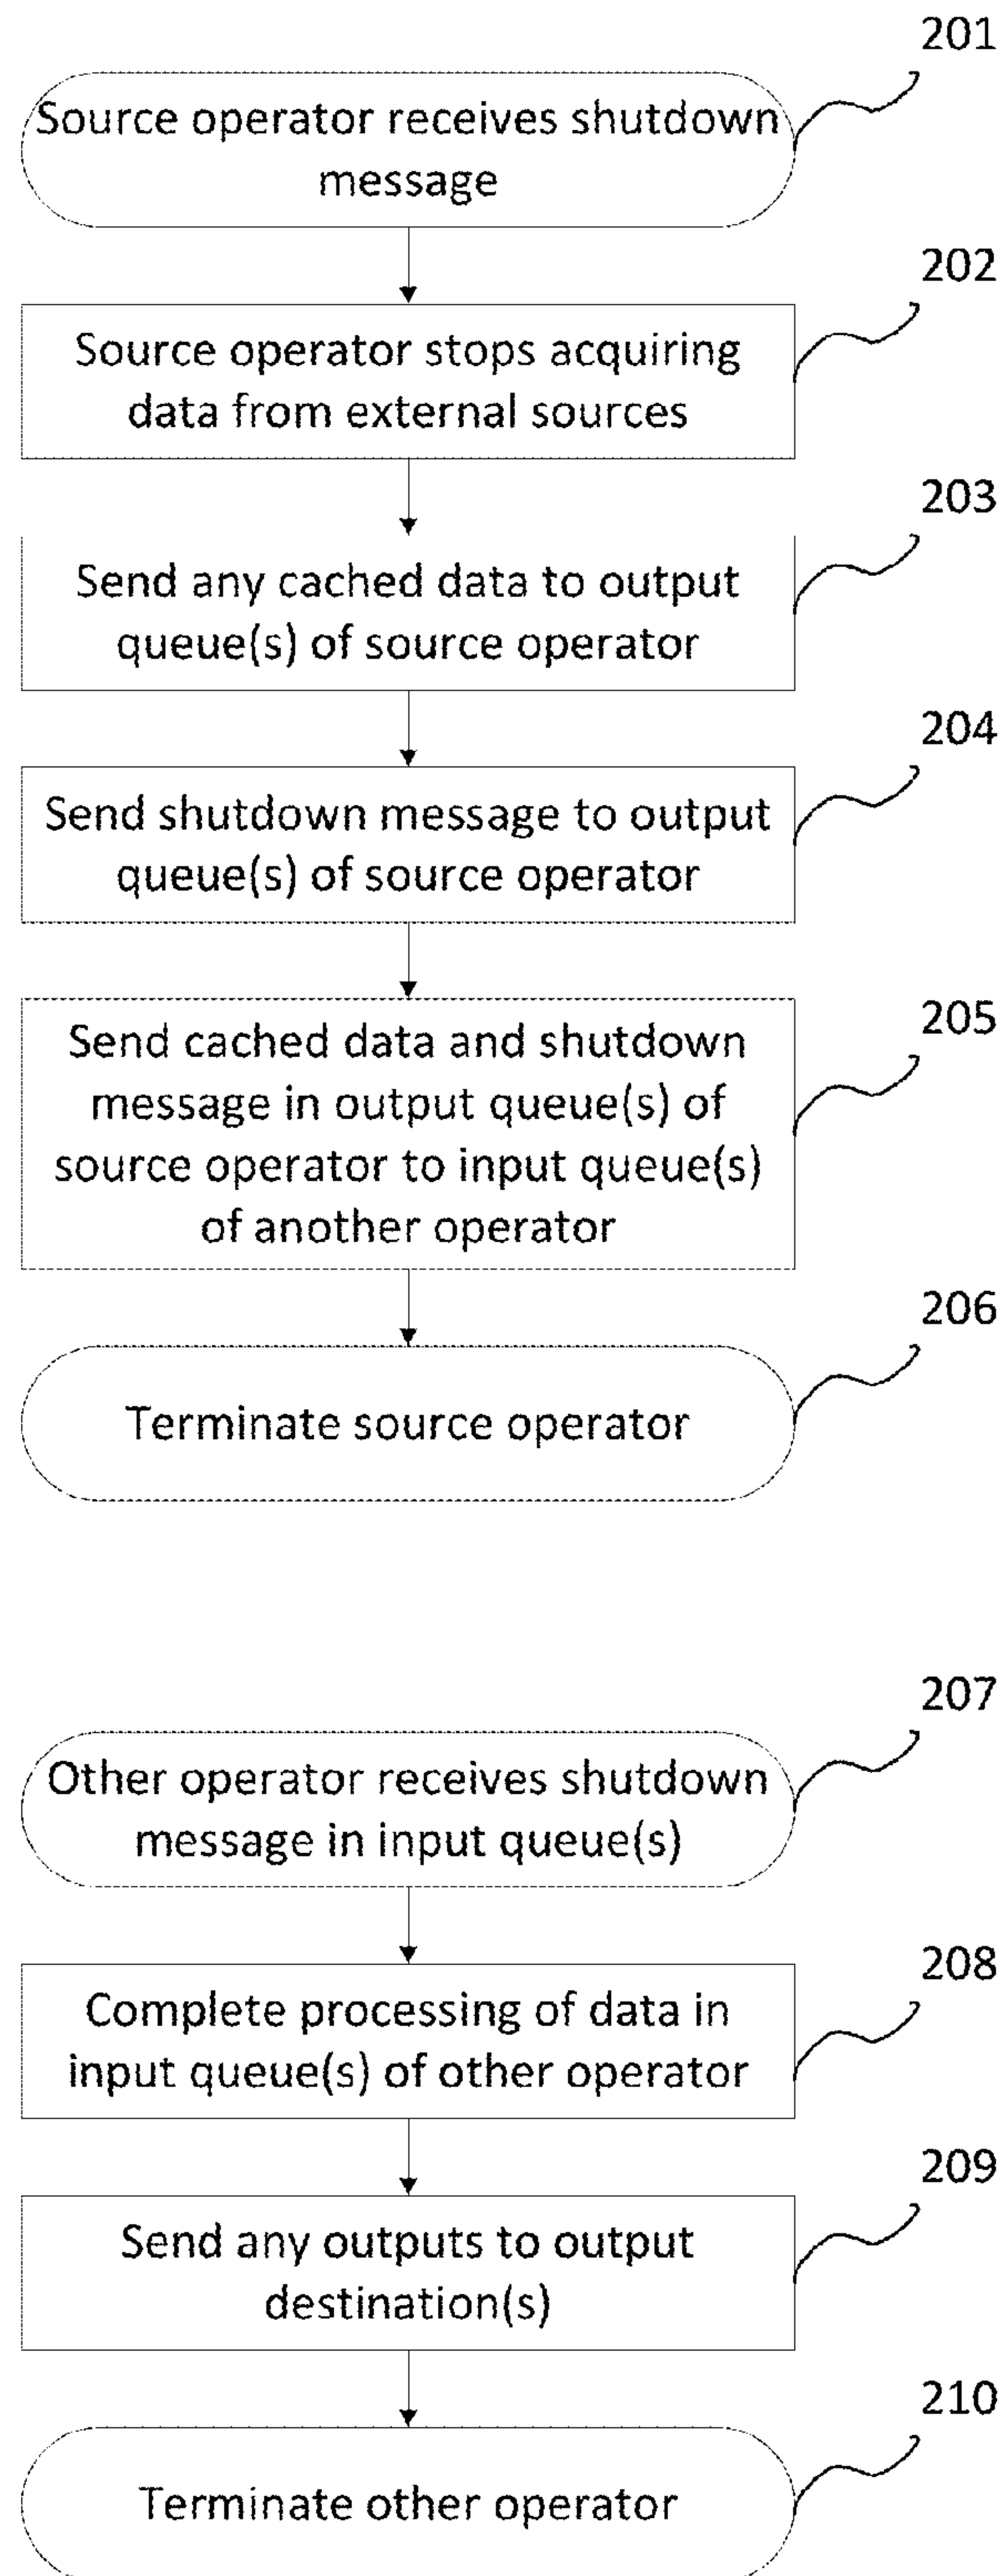 201
Source operator receives shutdown
message
202
Source operator stops acquiring
data from external sources
203
Send any cached data to output
queue(s) of source operator
204
Send shutdown message to output
queue(s) of source operator
205
Send cached data and shutdown
message in output queue(s) of
source operator to input queue(s)
of another operator
206
Terminate source operator
207
Other operator receives shutdown
message in input queue(s)
208
Complete processing of data in
input queue(s) of other operator
209
Send any outputs to output
destination(s)
210
Terminate other operator